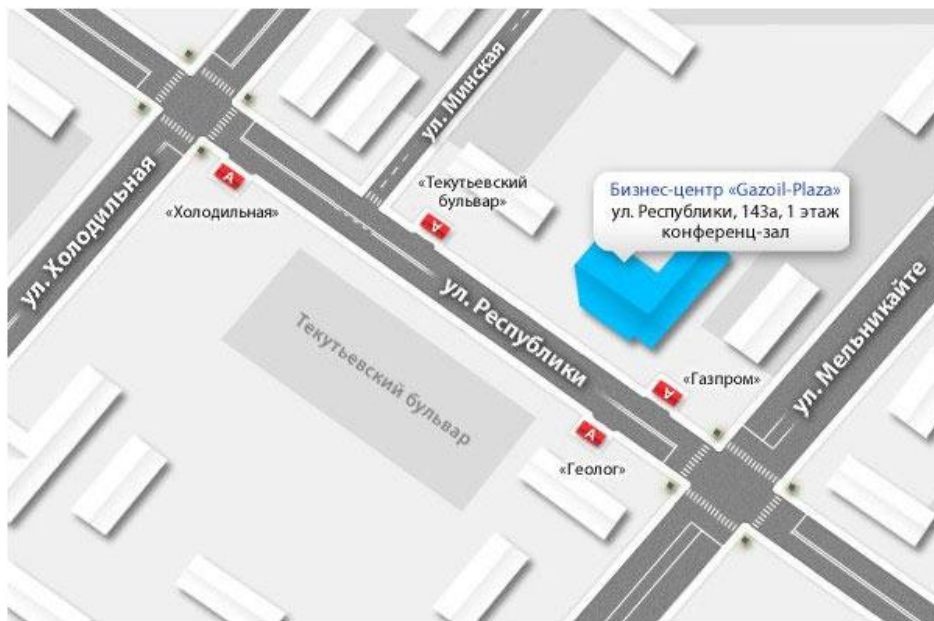 ул. Минская
ул. Холодильная
А
«Холодильная»
«Текутьевский
бульвар»
А
Бизнес-центр «Gazoil-Plaza»
ул. Республики, 143а, 1 этаж
конференц-зал
ул. Республики
ул. Мельникайте
Текутьевский бульвар
А
«Газпром»
А
«Геолог»